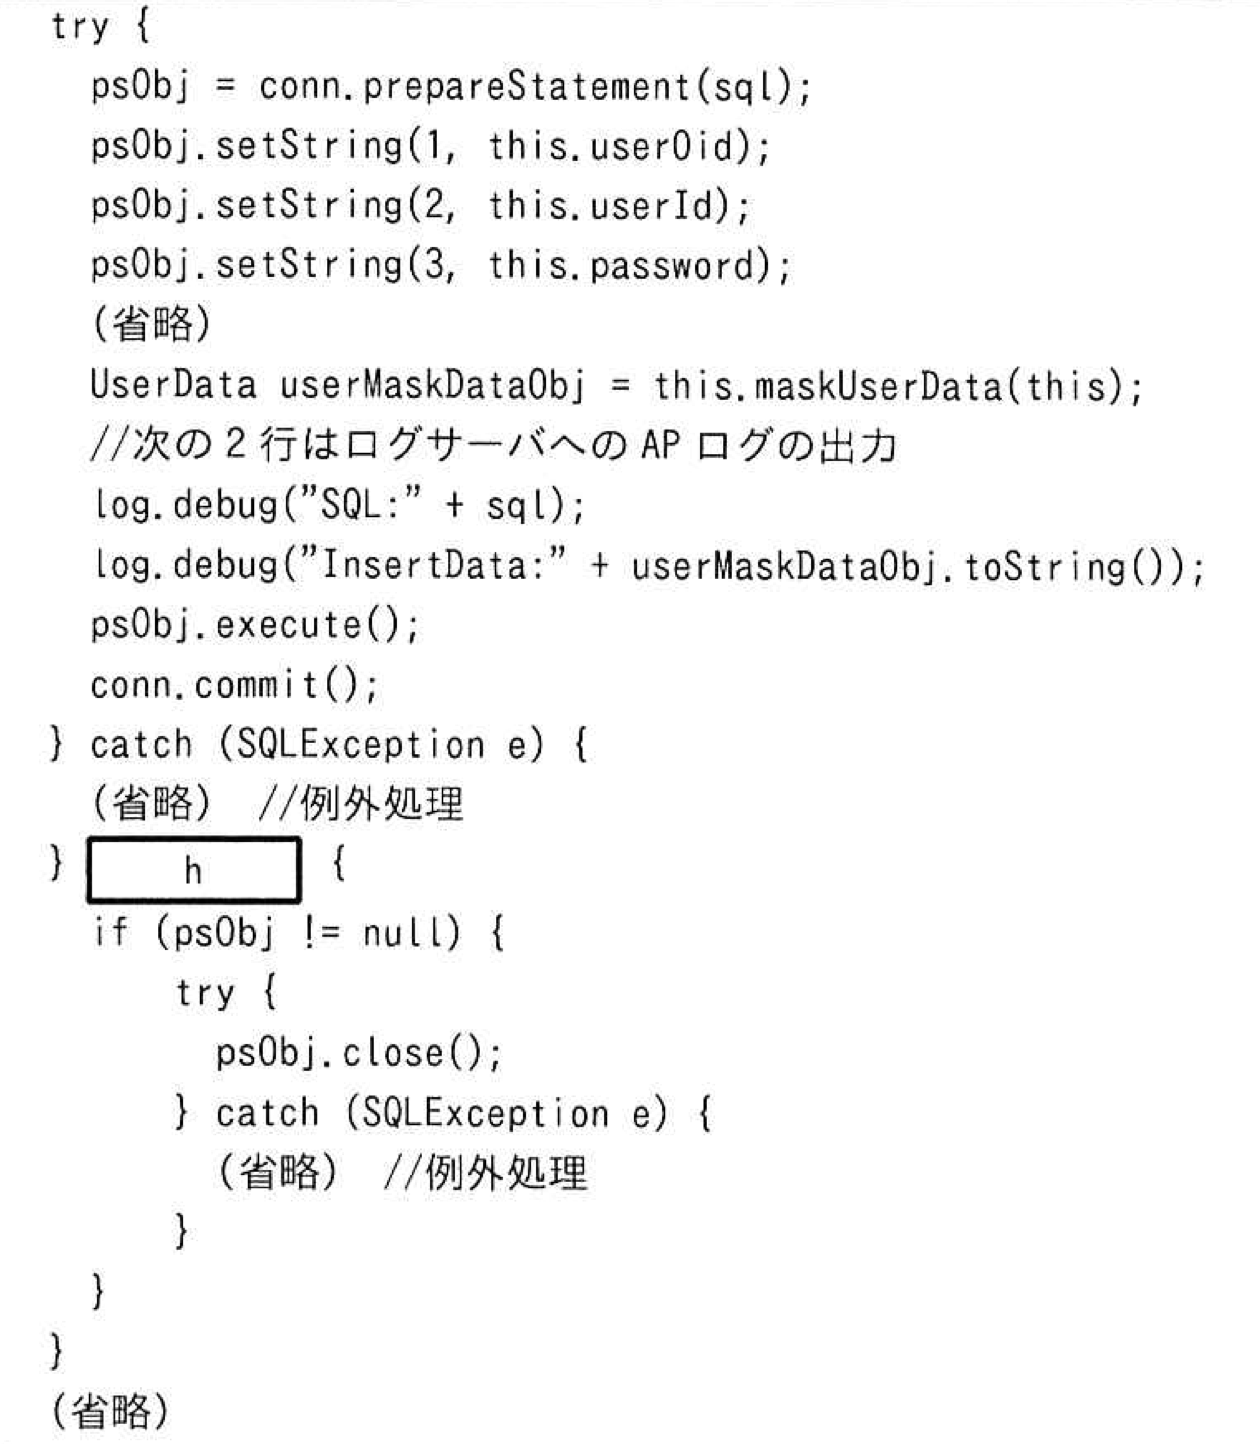 try {
psObj = conn.prepareStatement(sql);
psObj.setString(1, this.userOid);
psObj.setString(2, this.userId);
psObj.setString(3, this.password);
(省略)
UserData userMaskDataObj = this.maskUserData(this);
//次の2行はログサーバへのAPログの出力
log.debug("SQL:" + sql);
log.debug("InsertData:" + userMaskDataObj.toString());
psObj.execute();
conn.commit();
} catch (SQLException e) {
(省略) //例外処理
} h {
if (psObj != null) {
try {
psObj.close();
} catch (SQLException e) {
(省略) //例外処理
}
}
}
(省略)